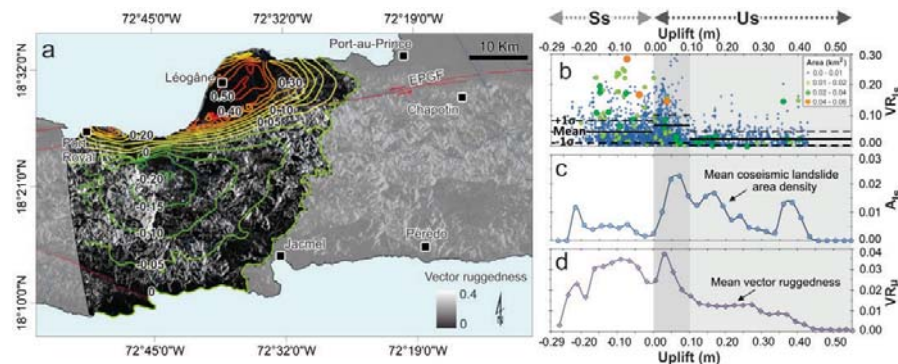 72°45'0"W 72°32'0"W 72°19'0"W
a
Port-au-Prince
10 Km
Léogâne
0.30
EPGF
0.50
0.40
0.10
0.05
Chapotin
0.20
0
Port
Royal
-0.20
-0.15
-0.10
-0.05
0
Jacmel
Pérède
Vector ruggedness
0.4
0
18°32'0"N
18°21'0"N
18°10'0"N
72°45'0"W 72°32'0"W 72°19'0"W
Ss Us
Uplift (m)
-0.29 -0.20 -0.10 0.00 0.10 0.20 0.30 0.40 0.55
b
Area (km²)
0.0 - 0.01
0.01 - 0.02
0.02 - 0.04
0.04 - 0.06
+1σ
Mean
-1σ
0.30
0.20
0.10
0.00
VRls
c
Mean coseismic landslide
area density
0.03
0.02
0.01
0.00
Als
d
Mean vector ruggedness
0.04
0.03
0.02
0.01
0.00
VRμ
-0.29 -0.20 -0.10 0.00 0.10 0.20 0.30 0.40 0.55
Uplift (m)